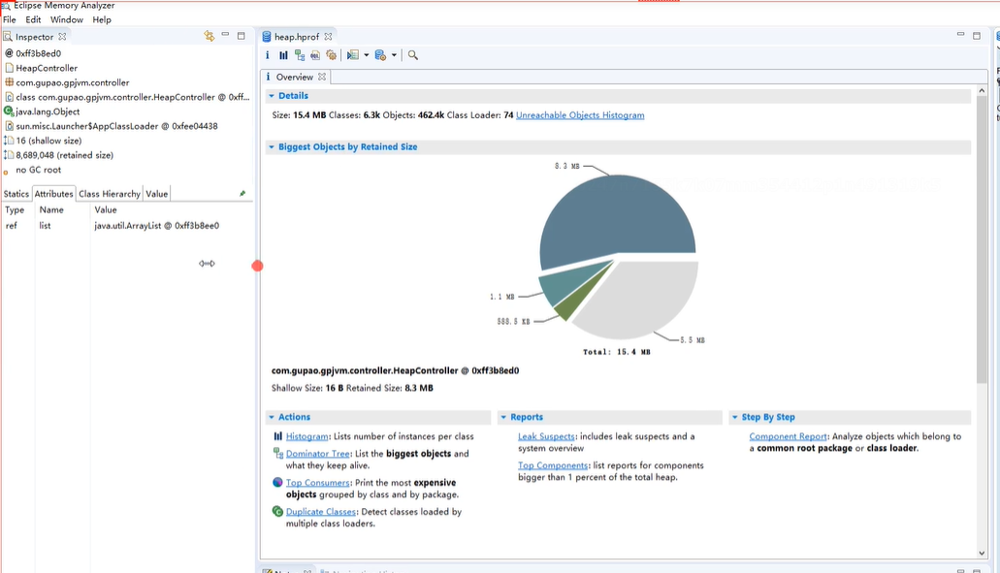 Eclipse Memory Analyzer
File Edit Window Help
Inspector
@ 0xff3b8ed0
HeapController
com.gupao.gpjvm.controller
class com.gupao.gpjvm.controller.HeapController @ 0xff...
java.lang.Object
sun.misc.Launcher$AppClassLoader @ 0xfee04438
16 (shallow size)
8,689,048 (retained size)
no GC root
Statics Attributes Class Hierarchy Value
Type Name Value
ref list java.util.ArrayList @ 0xff3b8ee0
heap.hprof
i
i Overview
Details
Size: 15.4 MB Classes: 6.3k Objects: 462.4k Class Loader: 74 Unreachable Objects Histogram
Biggest Objects by Retained Size
8.3 MB
1.1 MB
588.5 KB
5.5 MB
Total: 15.4 MB
com.gupao.gpjvm.controller.HeapController @ 0xff3b8ed0
Shallow Size: 16 B Retained Size: 8.3 MB
Actions
Histogram: Lists number of instances per class
Dominator Tree: List the biggest objects and
what they keep alive.
Top Consumers: Print the most expensive
objects grouped by class and by package.
Duplicate Classes: Detect classes loaded by
multiple class loaders.
Reports
Leak Suspects: includes leak suspects and a
system overview
Top Components: list reports for components
bigger than 1 percent of the total heap.
Step By Step
Component Report: Analyze objects which belong to
a common root package or class loader.